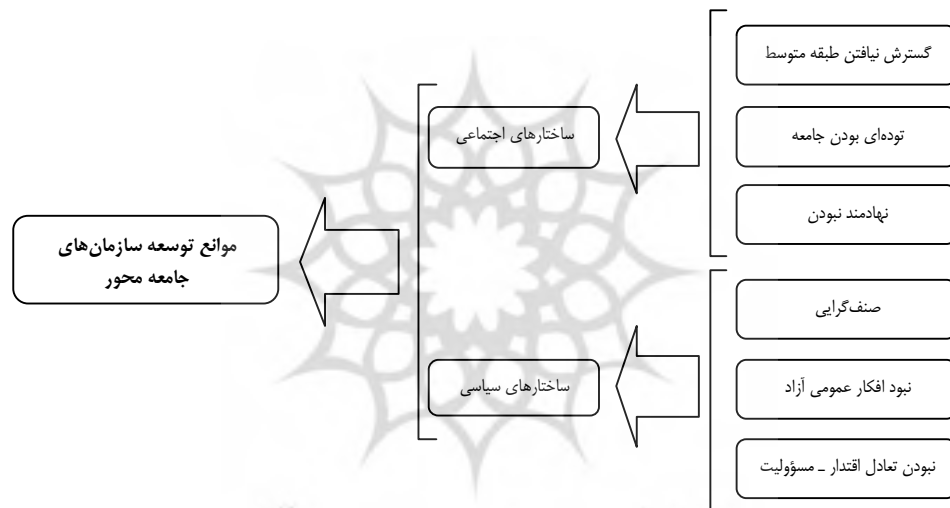 گسترش نیافتن طبقه متوسط
توده‌ای بودن جامعه
نهادمند نبودن
ساختارهای اجتماعی
موانع توسعه سازمان‌های
جامعه محور
صنف‌گرایی
نبود افکار عمومی آزاد
نبودن تعادل اقتدار ـ مسؤولیت
ساختارهای سیاسی